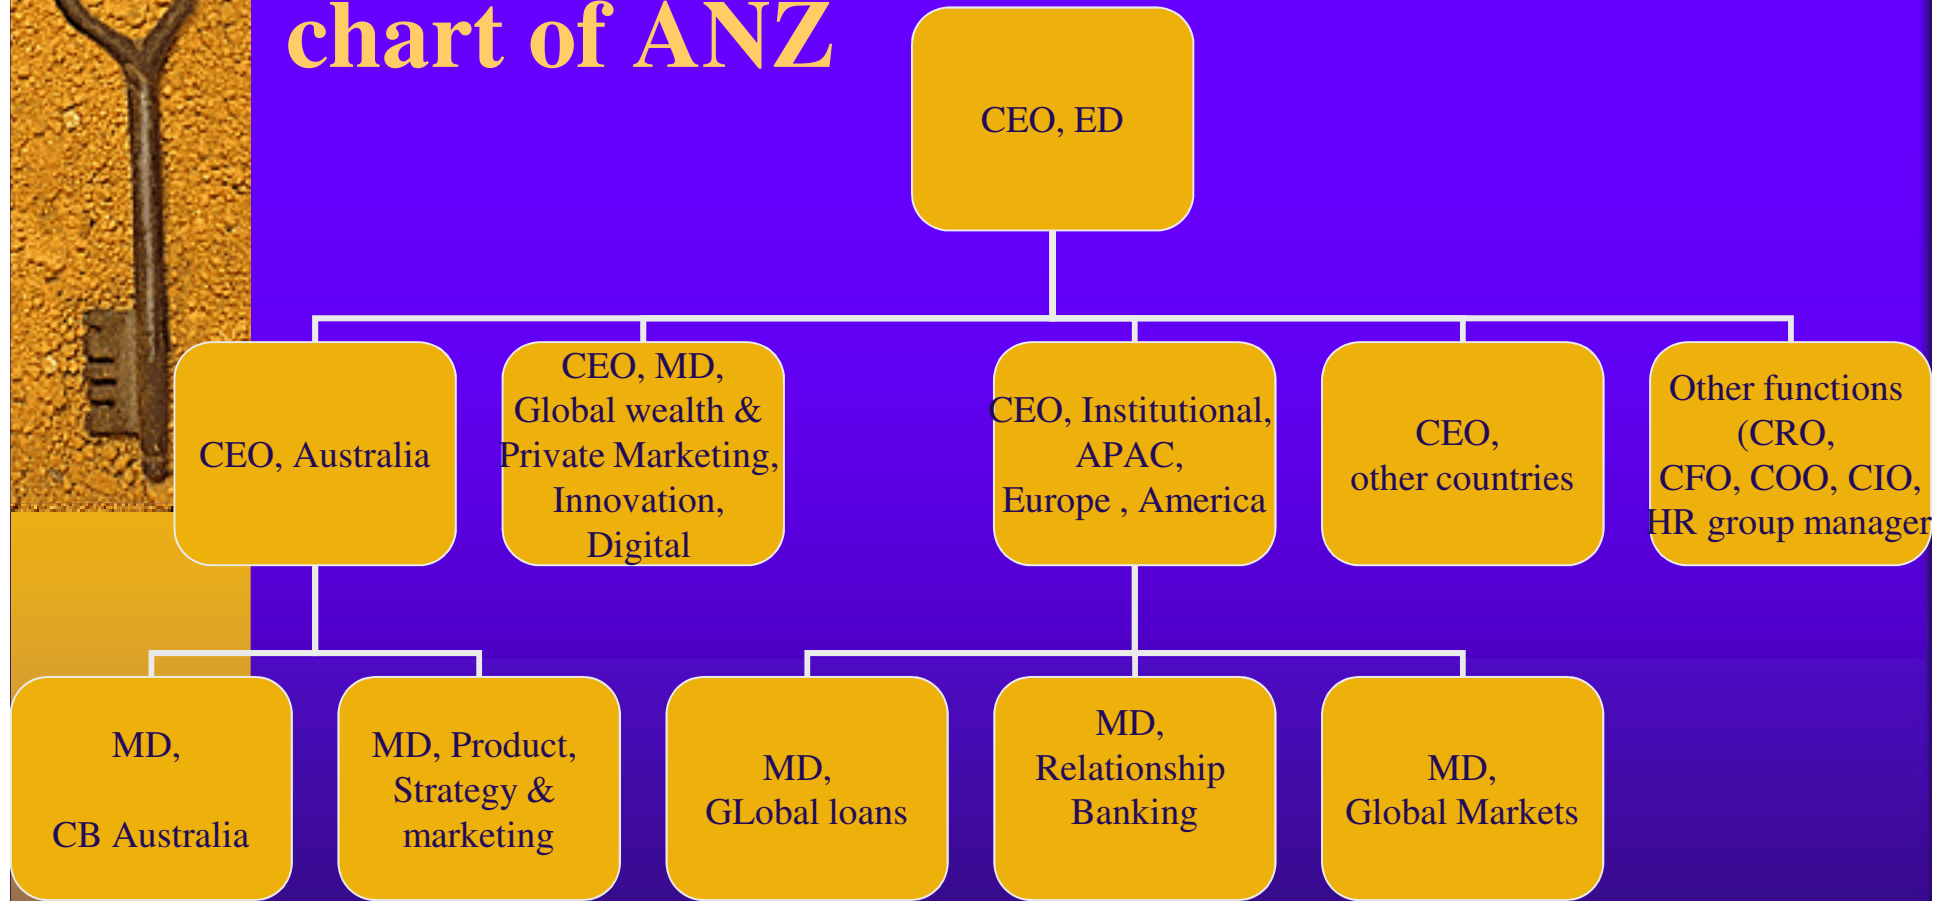 chart of ANZ
CEO, ED
CEO, Australia
CEO, MD,
Global wealth &
Private Marketing,
Innovation,
Digital
CEO, Institutional,
APAC,
Europe , America
CEO,
other countries
Other functions
(CRO,
CFO, COO, CIO,
HR group manager
MD,
CB Australia
MD, Product,
Strategy &
marketing
MD,
GLobal loans
MD,
Relationship
Banking
MD,
Global Markets